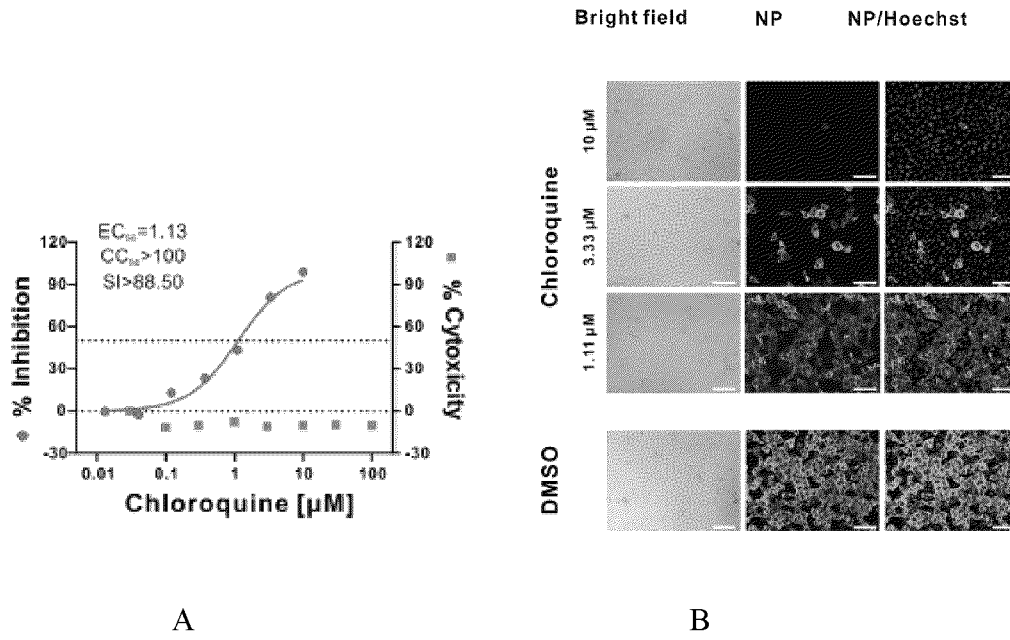 Bright field NP NP/Hoechst
EC50=1.13
CC50>100
SI>88.50
120 120
90 90
60 60
30 30
0 0
-30 -30
% Inhibition
% Cytoxicity
0.01 0.1 1 10 100
Chloroquine [µM]
Chloroquine
10 µM
3.33 µM
1.11 µM
DMSO
A B